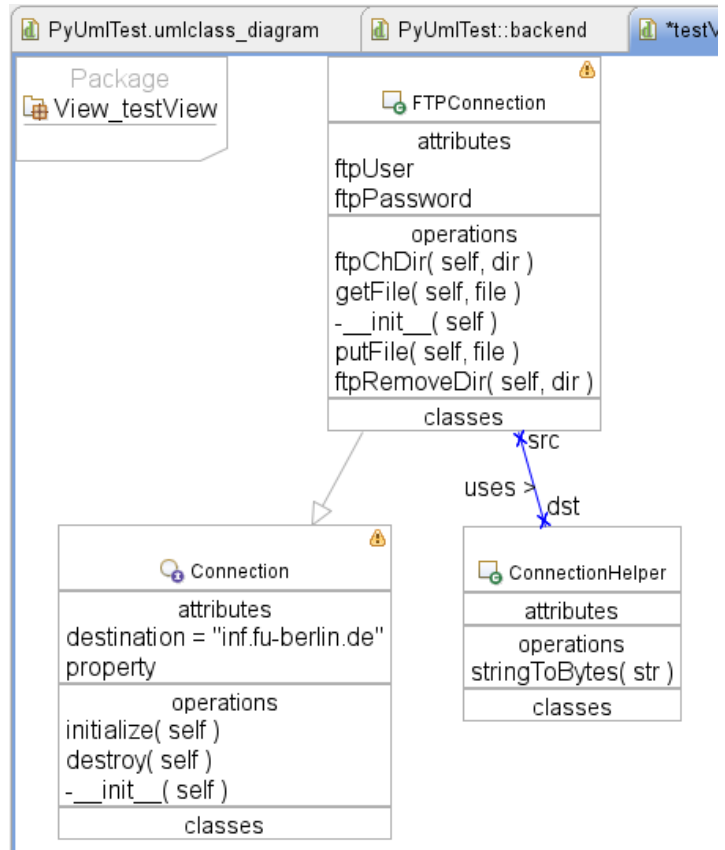 PyUmlTest.umlclass_diagram
PyUmlTest::backend
*testV
Package
View_testView
FTPConnection
attributes
ftpUser
ftpPassword
operations
ftpChDir( self, dir )
getFile( self, file )
-__init__( self )
putFile( self, file )
ftpRemoveDir( self, dir )
classes
src
uses >
dst
Connection
attributes
destination = "inf.fu-berlin.de"
property
operations
initialize( self )
destroy( self )
-__init__( self )
classes
ConnectionHelper
attributes
operations
stringToBytes( str )
classes